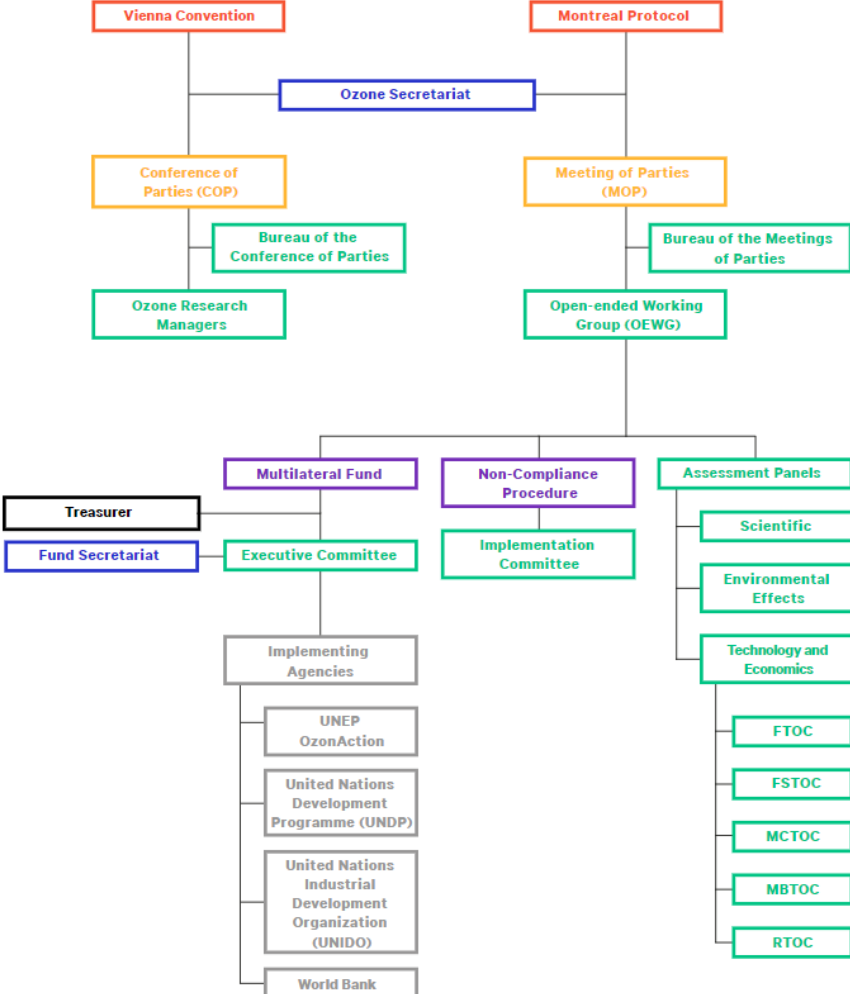 Vienna Convention
Montreal Protocol
Ozone Secretariat
Conference of
Parties (COP)
Meeting of Parties
(MOP)
Bureau of the
Conference of Parties
Bureau of the Meetings
of Parties
Ozone Research
Managers
Open-ended Working
Group (OEWG)
Multilateral Fund
Non-Compliance
Procedure
Assessment Panels
Treasurer
Scientific
Fund Secretariat
Executive Committee
Implementation
Committee
Environmental
Effects
Implementing
Agencies
Technology and
Economics
UNEP
OzonAction
FTOC
United Nations
Development
Programme (UNDP)
FSTOC
MCTOC
United Nations
Industrial
Development
Organization
(UNIDO)
MBTOC
RTOC
World Bank